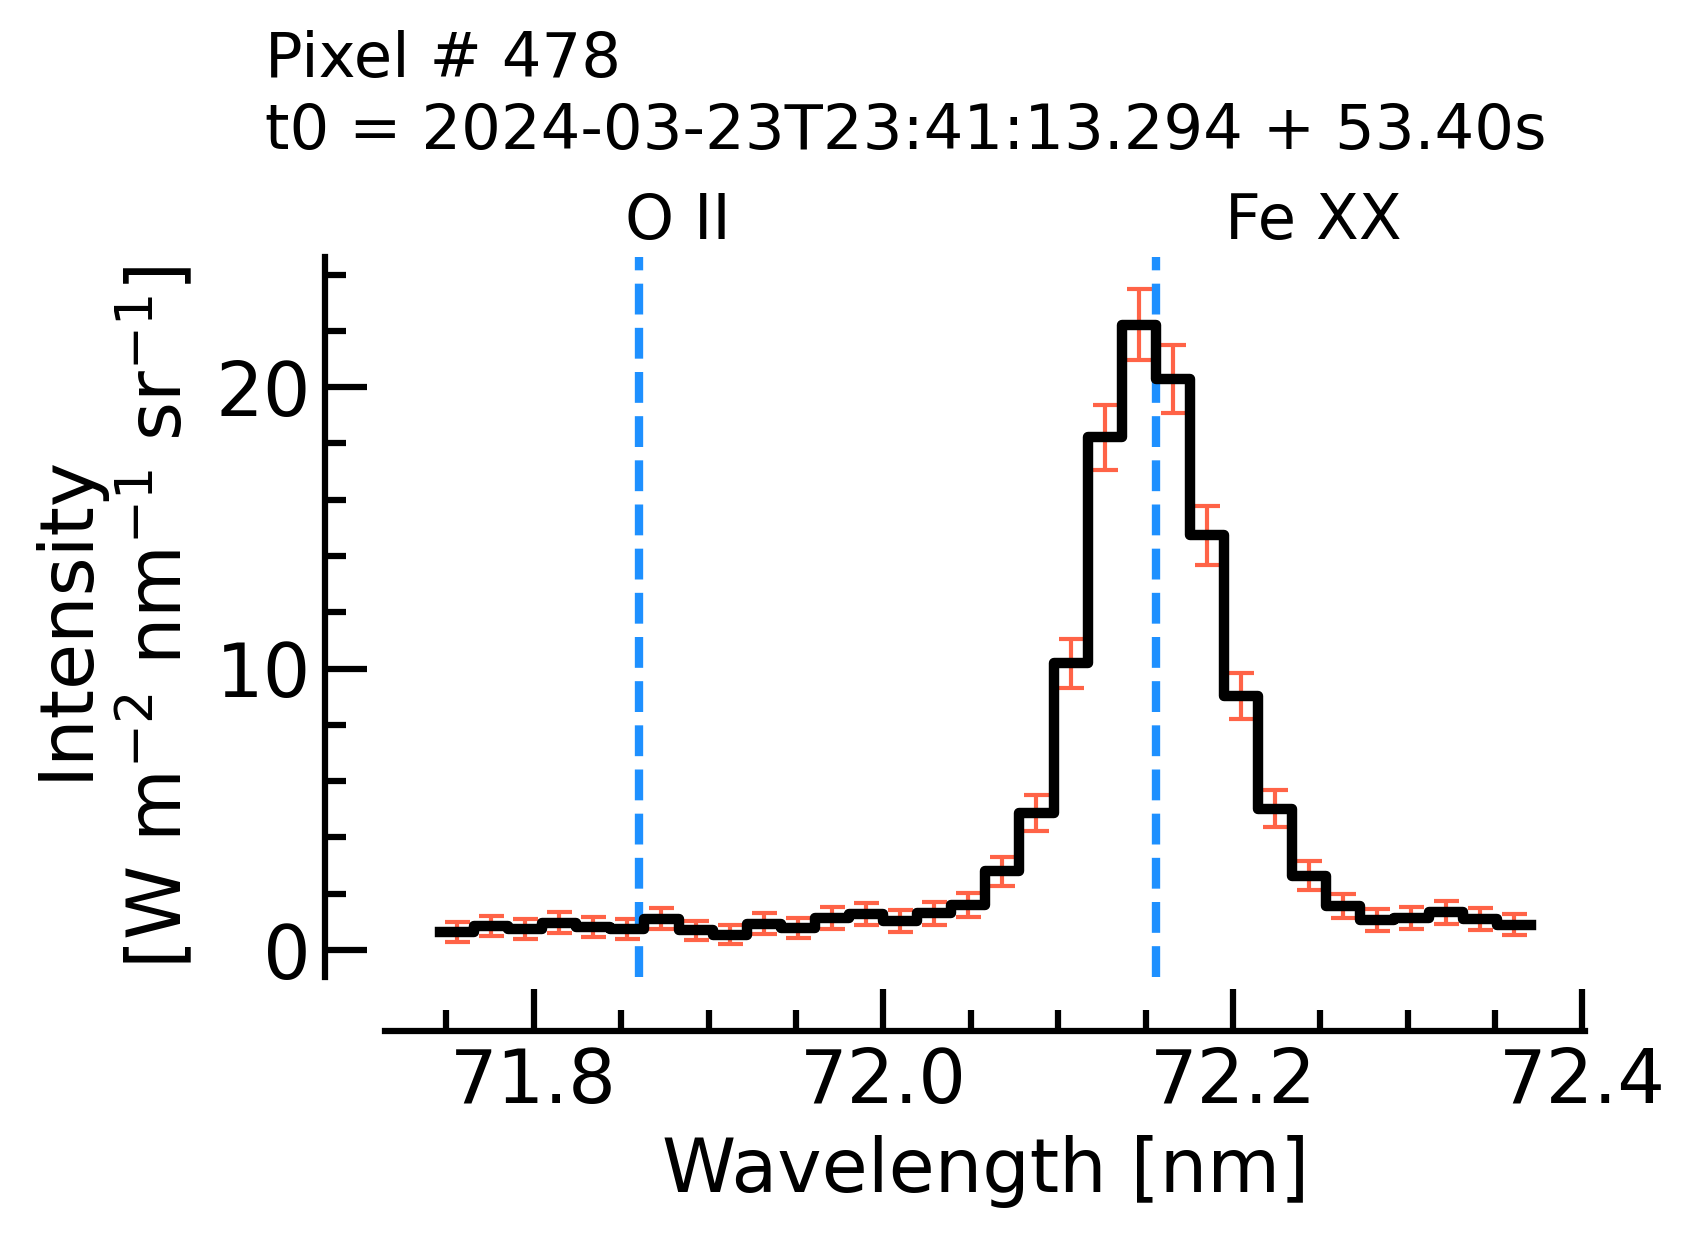 Pixel # 478
t0 = 2024-03-23T23:41:13.294 + 53.40s
O II
Fe XX
Intensity
[W m⁻² nm⁻¹ sr⁻¹]
20
10
0
71.8
72.0
72.2
72.4
Wavelength [nm]